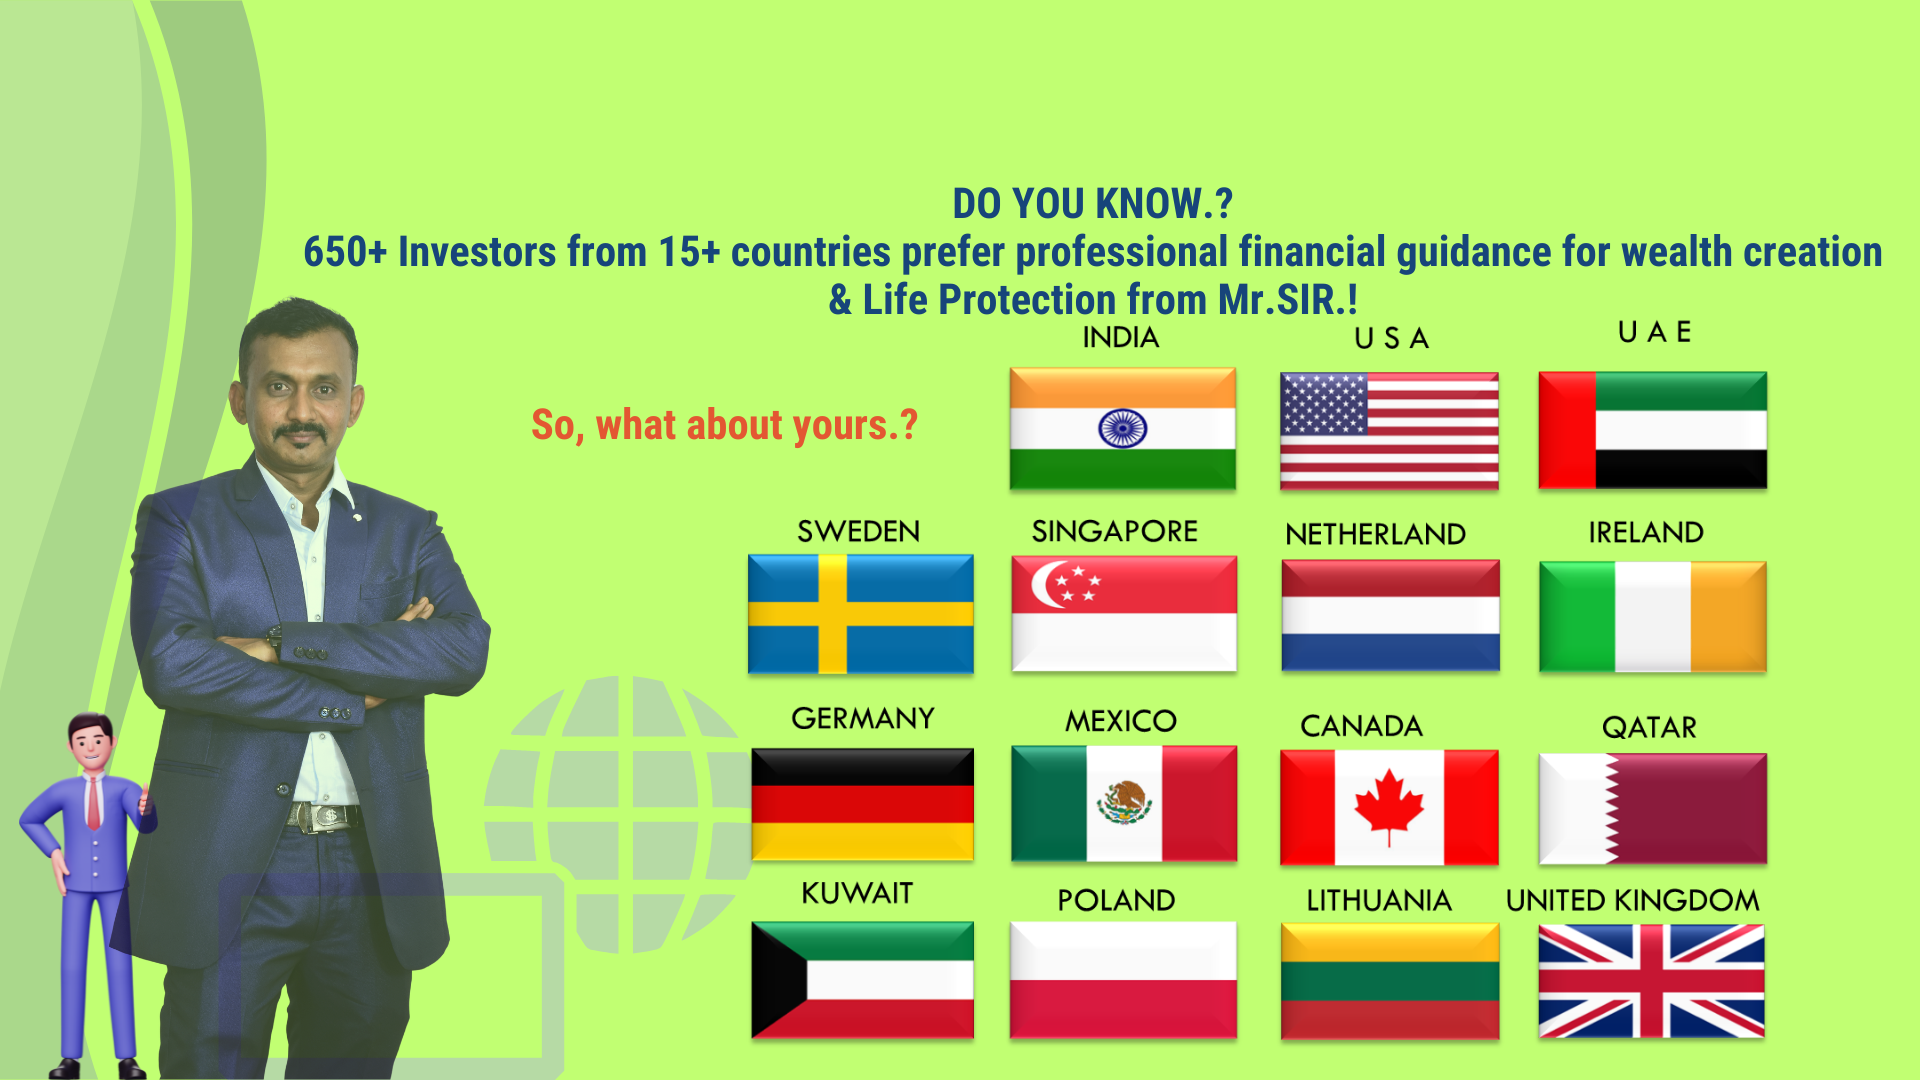 DO YOU KNOW.?
650+ Investors from 15+ countries prefer professional financial guidance for wealth creation
& Life Protection from Mr.SIR.!
INDIA
U S A
U A E
So, what about yours.?
SWEDEN
SINGAPORE
NETHERLAND
IRELAND
GERMANY
MEXICO
CANADA
QATAR
KUWAIT
POLAND
LITHUANIA
UNITED KINGDOM